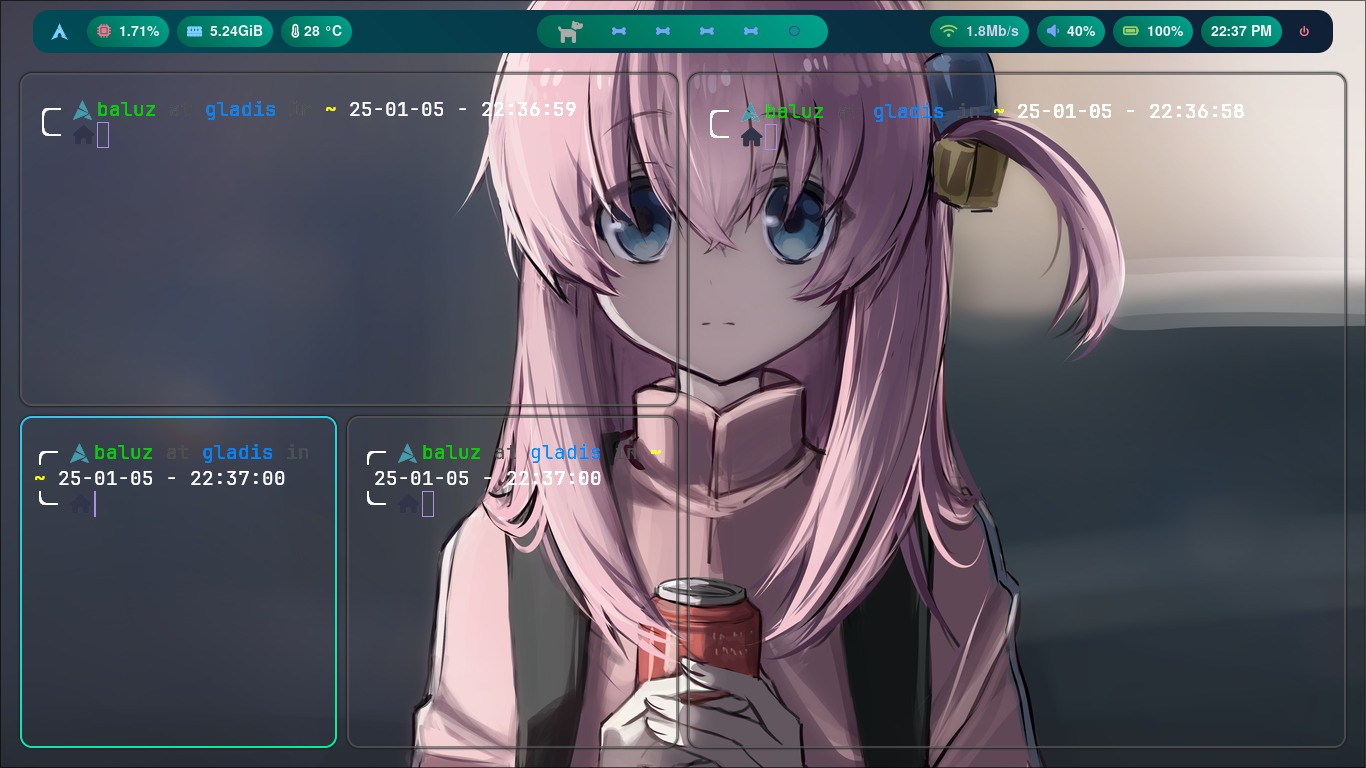 1.71% 5.24GiB 28 °C 1.8Mb/s 40% 100% 22:37 PM
baluz at gladis in ~ 25-01-05 - 22:36:59
baluz at gladis in ~ 25-01-05 - 22:36:58
baluz at gladis in
~ 25-01-05 - 22:37:00
baluz at gladis in ~
25-01-05 - 22:37:00